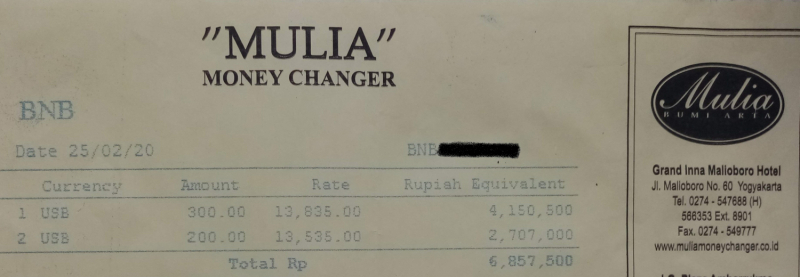 "MULIA"
MONEY CHANGER
BNB
Date 25/02/20
BNB
Currency Amount Rate Rupiah Equivalent
1 USB 300.00 13,835.00 4,150,500
2 USB 200.00 13,535.00 2,707,000
Total Rp 6,857,500
Mulia
BUMI ARTA
Grand Inna Malioboro Hotel
Jl. Malioboro No. 60 Yogyakarta
Tel. 0274 - 547688 (H)
566353 Ext. 8901
Fax. 0274 - 549777
www.muliamoneychanger.co.id